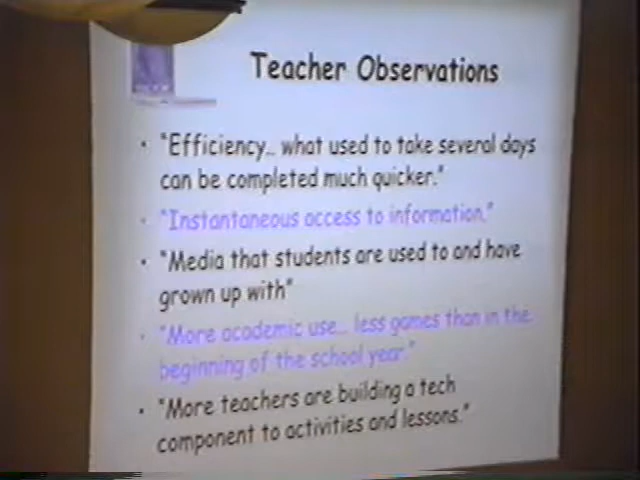 Teacher Observations
• "Efficiency.. what used to take several days
can be completed much quicker."
• "Instantaneous access to information."
• "Media that students are used to and have
grown up with"
• "More academic use... less games than in the
beginning of the school year."
• "More teachers are building a tech
component to activities and lessons."